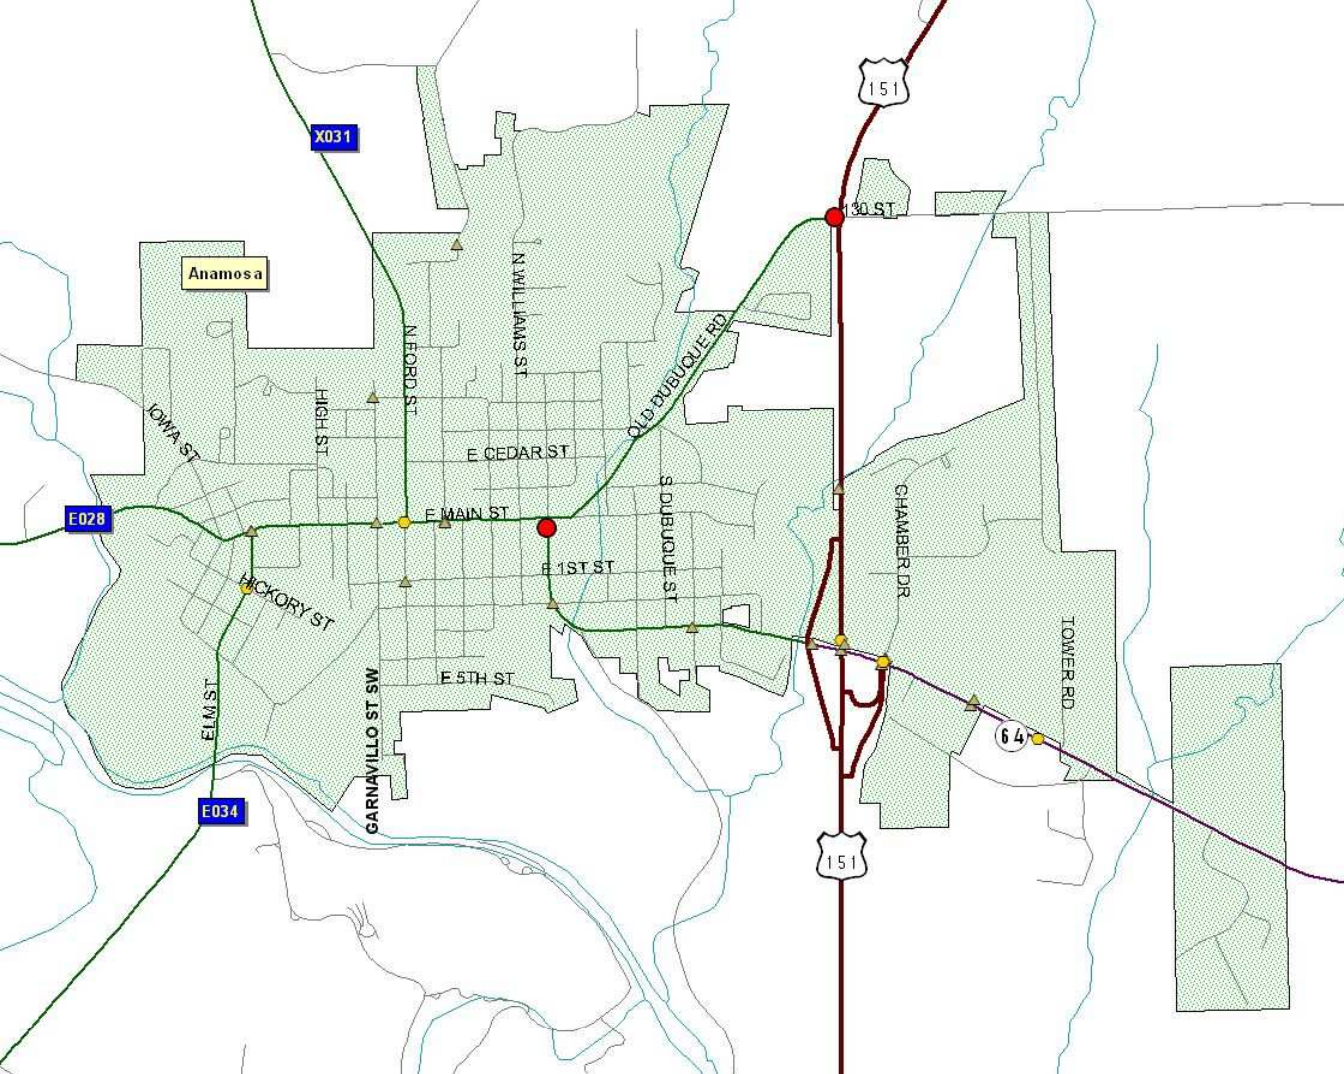 151
X031
130 ST
Anamosa
N WILLIAMS ST
N FORD ST
OLD DUBUQUE RD
HIGH ST
IOWA ST
E CEDAR ST
E028
E MAIN ST
S DUBUQUE ST
CHAMBER DR
E 1ST ST
HICKORY ST
TOWER RD
E 5TH ST
ELM ST
GARNAVILLO ST SW
64
E034
151